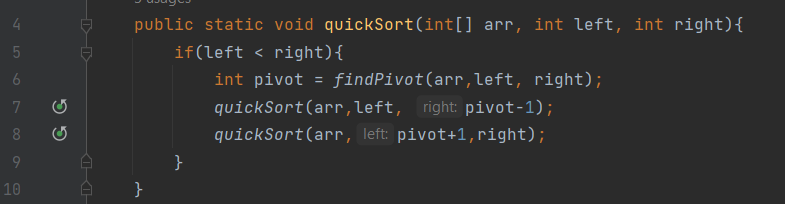 5 usages
4 public static void quickSort(int[] arr, int left, int right){
5 if(left < right){
6 int pivot = findPivot(arr,left, right);
7 quickSort(arr,left, right: pivot-1);
8 quickSort(arr, left: pivot+1,right);
9 }
10 }